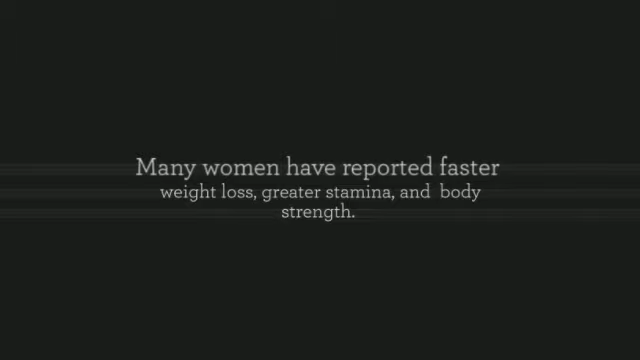 Many women have reported faster
weight loss, greater stamina, and body
strength.